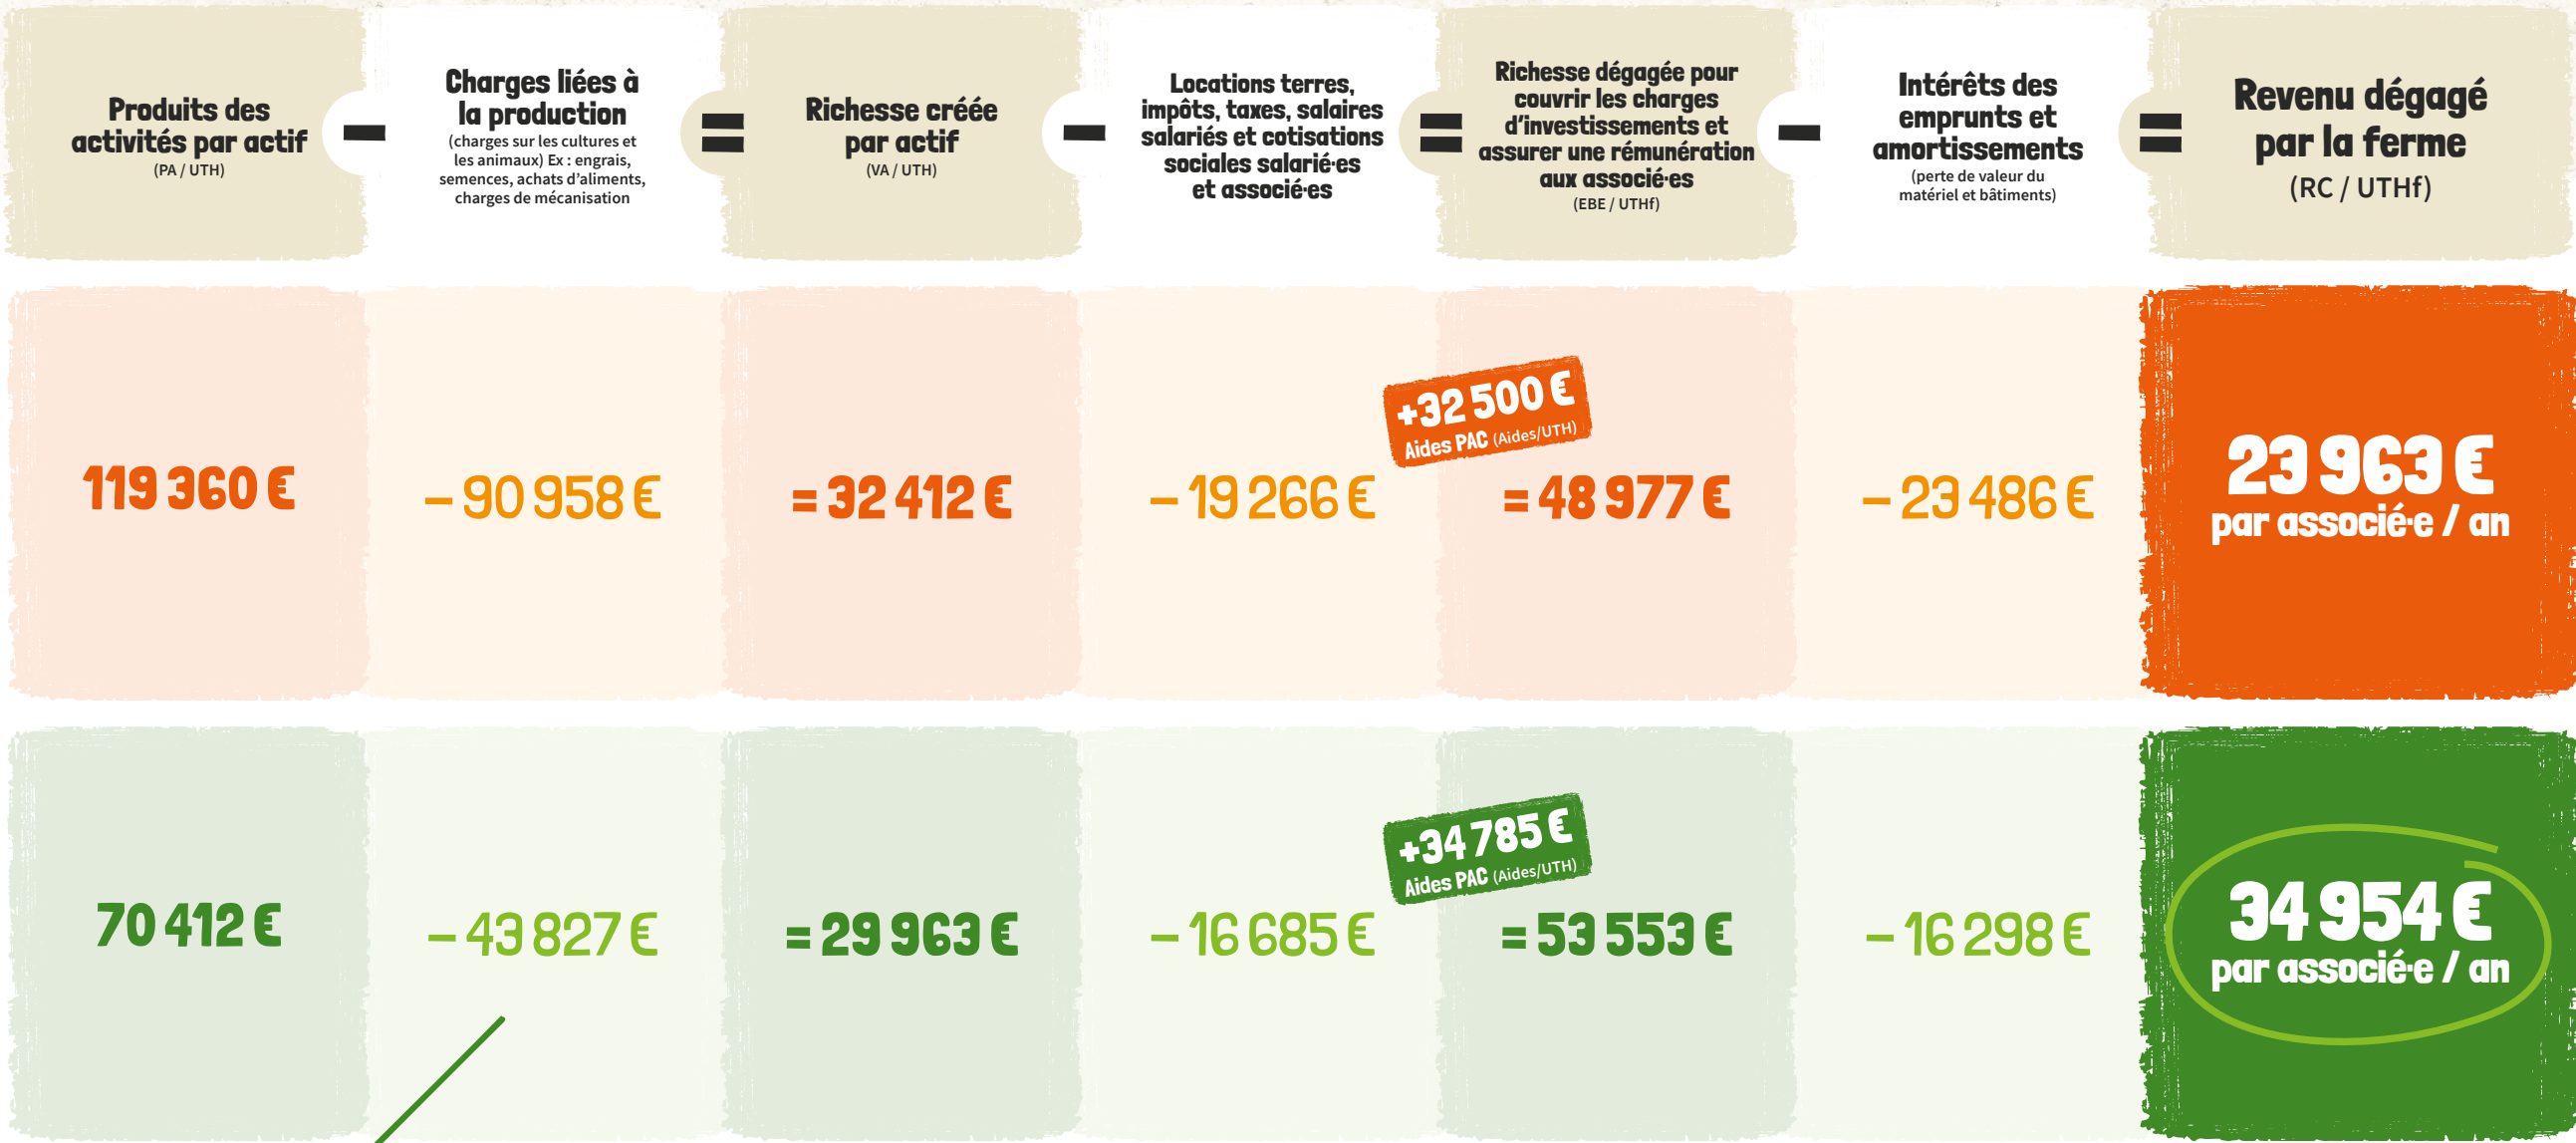 Produits des
activités par actif
(PA / UTH)
–
Charges liées à
la production
(charges sur les cultures et
les animaux) Ex : engrais,
semences, achats d’aliments,
charges de mécanisation
=
Richesse créée
par actif
(VA / UTH)
–
Locations terres,
impôts, taxes, salaires
salariés et cotisations
sociales salarié·es
et associé·es
=
Richesse dégagée pour
couvrir les charges
d’investissements et
assurer une rémunération
aux associé·es
(EBE / UTHf)
–
Intérêts des
emprunts et
amortissements
(perte de valeur du
matériel et bâtiments)
=
Revenu dégagé
par la ferme
(RC / UTHf)
119 360 €
– 90 958 €
= 32 412 €
– 19 266 €
+32 500 €
Aides PAC (Aides/UTH)
= 48 977 €
– 23 486 €
23 963 €
par associé·e / an
70 412 €
– 43 827 €
= 29 963 €
– 16 685 €
+34 785 €
Aides PAC (Aides/UTH)
= 53 553 €
– 16 298 €
34 954 €
par associé·e / an